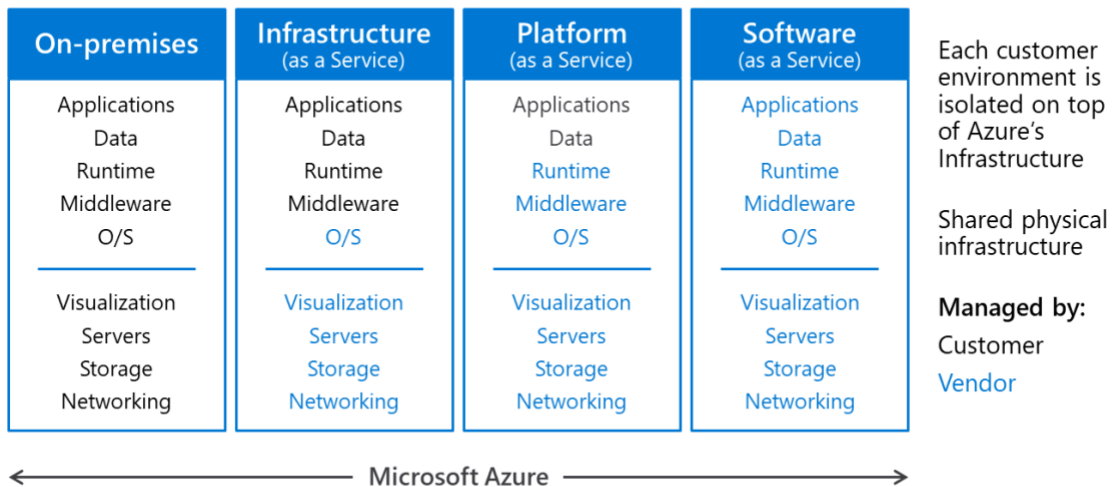 On-premises
Applications
Data
Runtime
Middleware
O/S
Visualization
Servers
Storage
Networking
Infrastructure
(as a Service)
Applications
Data
Runtime
Middleware
O/S
Visualization
Servers
Storage
Networking
Platform
(as a Service)
Applications
Data
Runtime
Middleware
O/S
Visualization
Servers
Storage
Networking
Software
(as a Service)
Applications
Data
Runtime
Middleware
O/S
Visualization
Servers
Storage
Networking
Each customer
environment is
isolated on top
of Azure's
Infrastructure
Shared physical
infrastructure
Managed by:
Customer
Vendor
Microsoft Azure